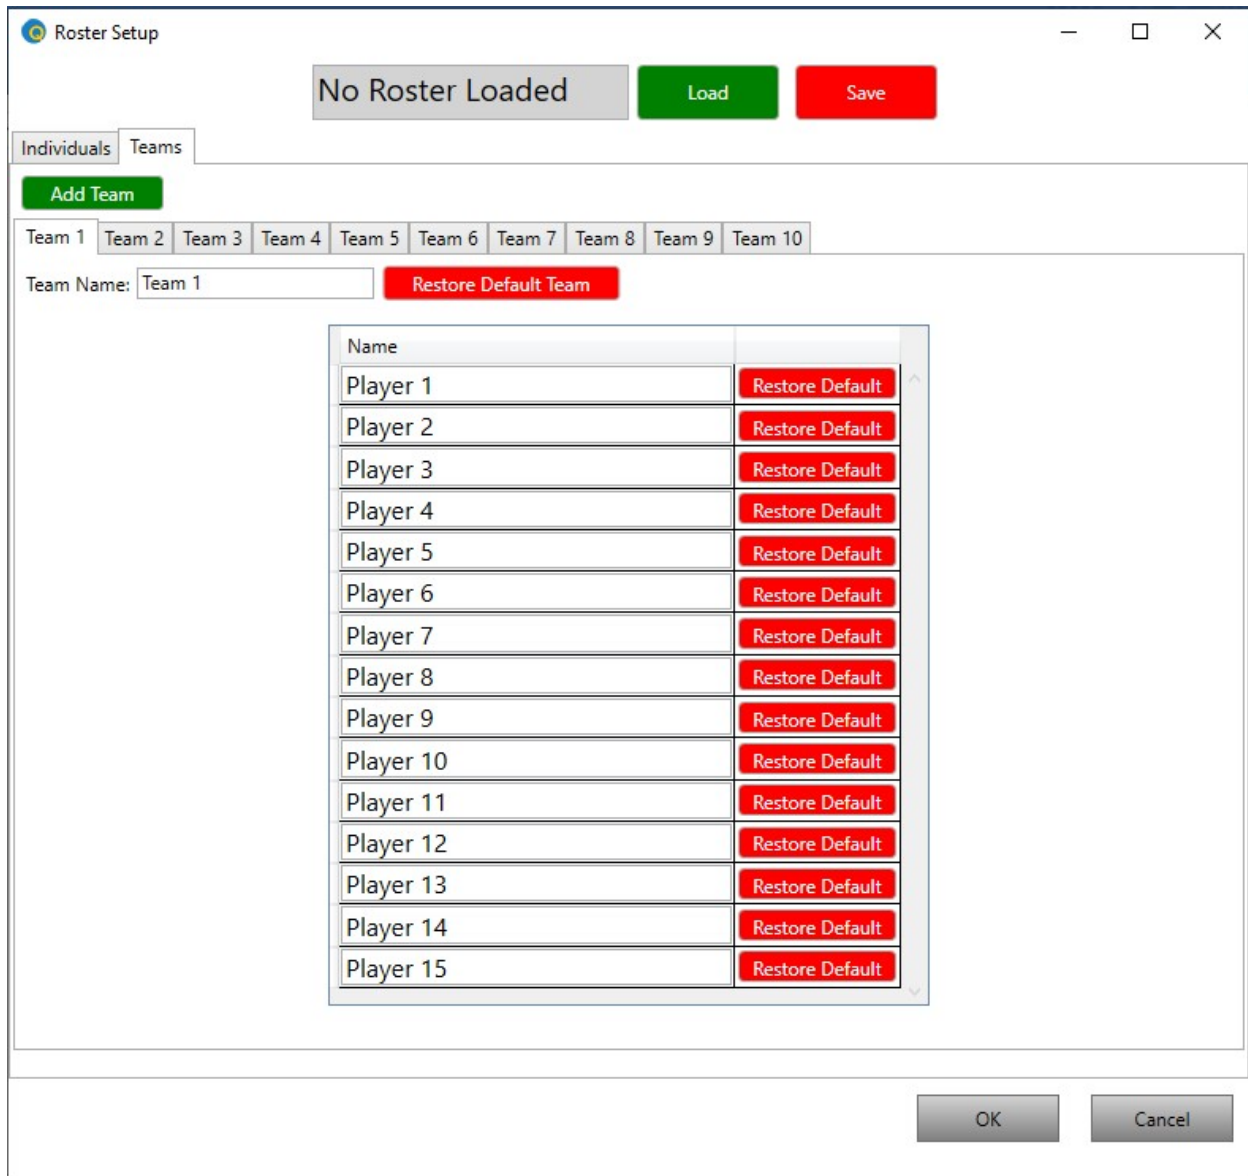 Roster Setup
No Roster Loaded Load Save
Individuals Teams
Add Team
Team 1 Team 2 Team 3 Team 4 Team 5 Team 6 Team 7 Team 8 Team 9 Team 10
Team Name: Team 1 Restore Default Team
Name
Player 1 Restore Default
Player 2 Restore Default
Player 3 Restore Default
Player 4 Restore Default
Player 5 Restore Default
Player 6 Restore Default
Player 7 Restore Default
Player 8 Restore Default
Player 9 Restore Default
Player 10 Restore Default
Player 11 Restore Default
Player 12 Restore Default
Player 13 Restore Default
Player 14 Restore Default
Player 15 Restore Default
OK Cancel